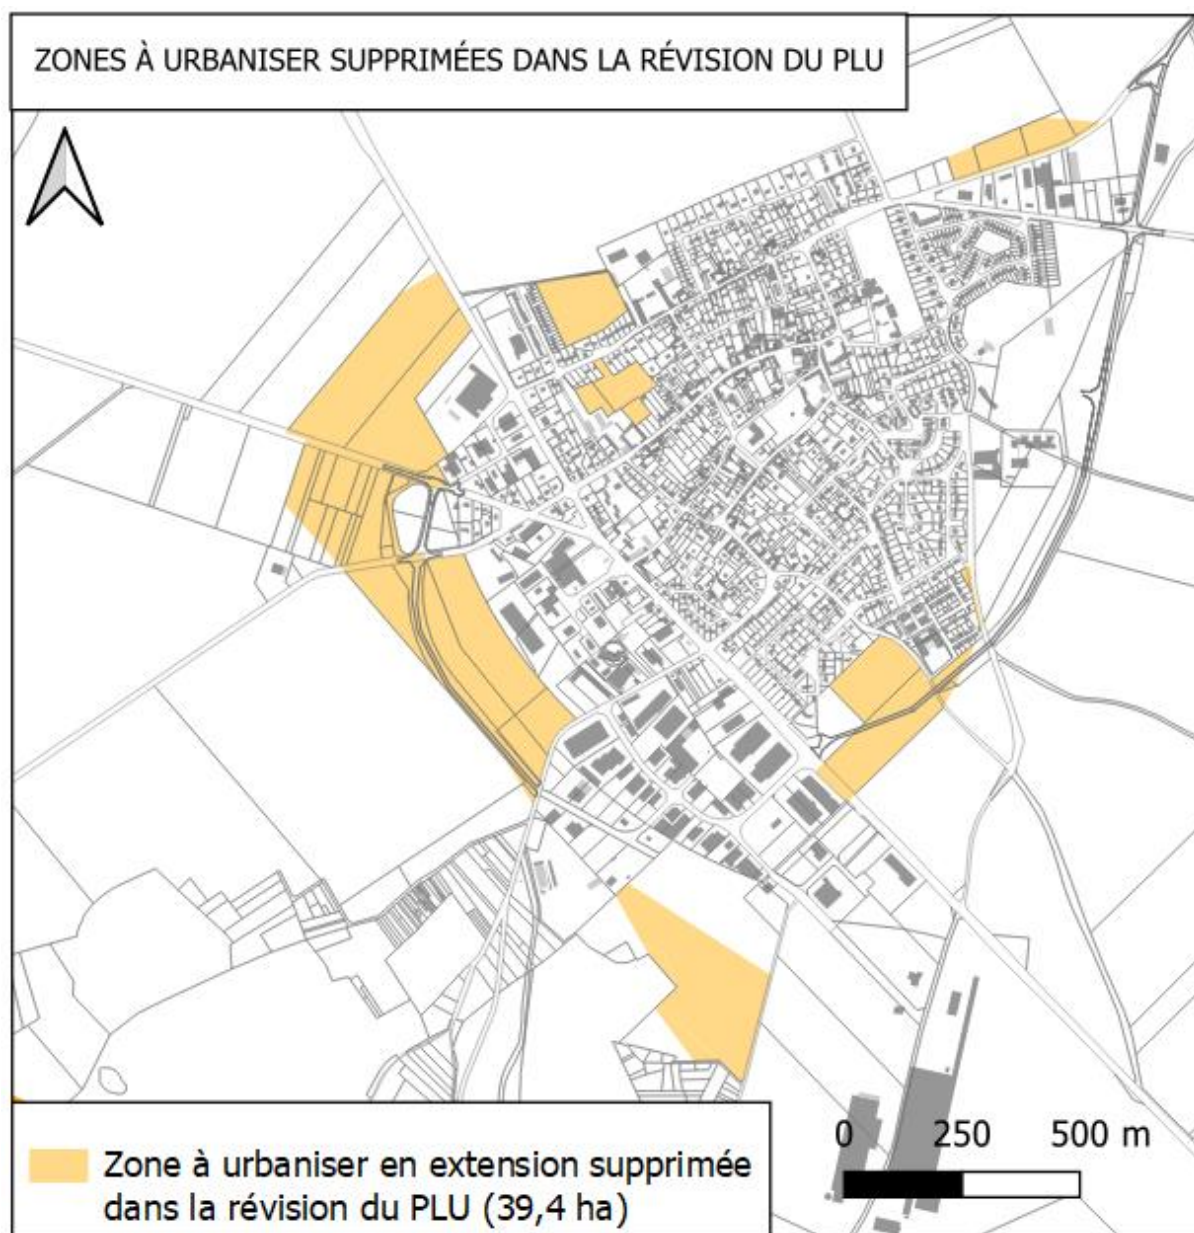 ZONES À URBANISER SUPPRIMÉES DANS LA RÉVISION DU PLU
0 250 500 m
Zone à urbaniser en extension supprimée
dans la révision du PLU (39,4 ha)